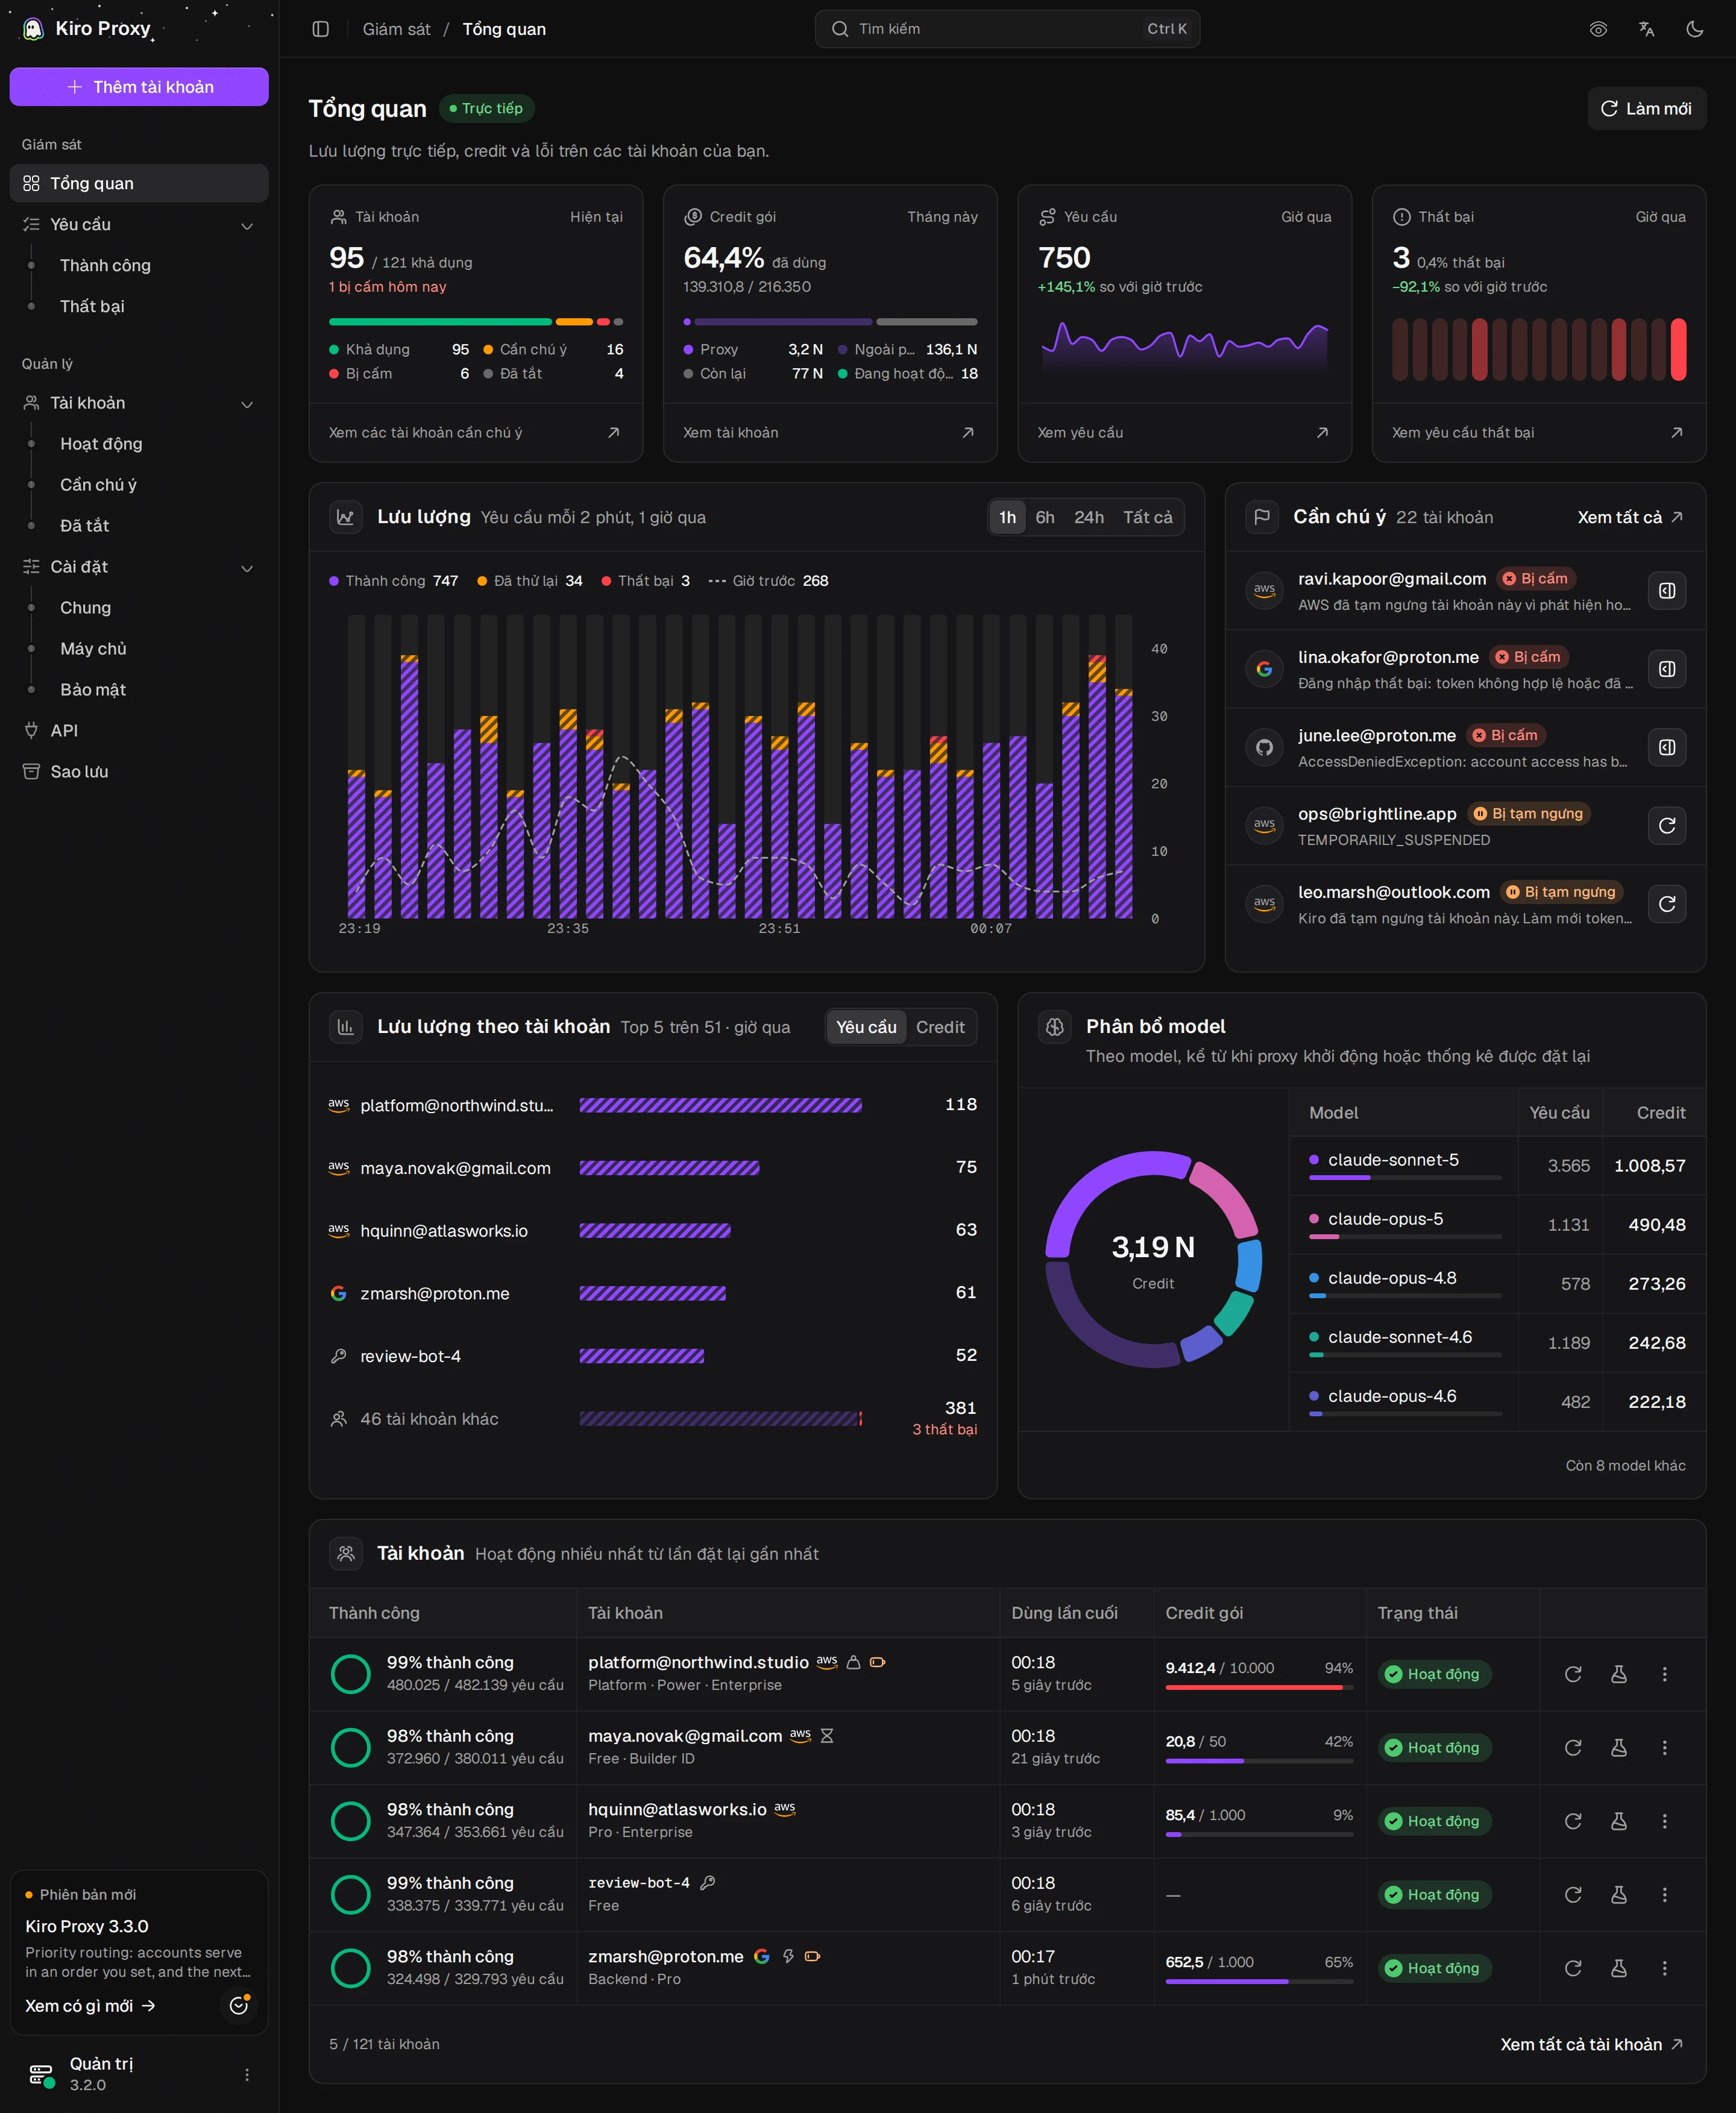 Kiro Proxy
Thêm tài khoản
Giám sát
Tổng quan
Yêu cầu
Thành công
Thất bại
Quản lý
Tài khoản
Hoạt động
Cần chú ý
Đã tắt
Cài đặt
Chung
Máy chủ
Bảo mật
API
Sao lưu
Phiên bản mới
Kiro Proxy 3.3.0
Priority routing: accounts serve
in an order you set, and the next...
Xem có gì mới
Quản trị
3.2.0
Giám sát / Tổng quan
Tìm kiếm Ctrl K
Tổng quan Trực tiếp
Làm mới
Lưu lượng trực tiếp, credit và lỗi trên các tài khoản của bạn.
Tài khoản Hiện tại
95 / 121 khả dụng
1 bị cấm hôm nay
Khả dụng 95 Cần chú ý 16
Bị cấm 6 Đã tắt 4
Xem các tài khoản cần chú ý
Credit gói Tháng này
64,4% đã dùng
139.310,8 / 216.350
Proxy 3,2 N Ngoài p... 136,1 N
Còn lại 77 N Đang hoạt độ... 18
Xem tài khoản
Yêu cầu Giờ qua
750
+145,1% so với giờ trước
Xem yêu cầu
Thất bại Giờ qua
3 0,4% thất bại
−92,1% so với giờ trước
Xem yêu cầu thất bại
Lưu lượng Yêu cầu mỗi 2 phút, 1 giờ qua
1h 6h 24h Tất cả
Thành công 747 Đã thử lại 34 Thất bại 3 Giờ trước 268
40
30
20
10
0
23:19 23:35 23:51 00:07
Cần chú ý 22 tài khoản Xem tất cả
ravi.kapoor@gmail.com Bị cấm
AWS đã tạm ngưng tài khoản này vì phát hiện ho...
lina.okafor@proton.me Bị cấm
Đăng nhập thất bại: token không hợp lệ hoặc đã ...
june.lee@proton.me Bị cấm
AccessDeniedException: account access has b...
ops@brightline.app Bị tạm ngưng
TEMPORARILY_SUSPENDED
leo.marsh@outlook.com Bị tạm ngưng
Kiro đã tạm ngưng tài khoản này. Làm mới token...
aws
aws
aws
Lưu lượng theo tài khoản Top 5 trên 51 · giờ qua
Yêu cầu Credit
aws platform@northwind.stu... 118
aws maya.novak@gmail.com 75
aws hquinn@atlasworks.io 63
zmarsh@proton.me 61
review-bot-4 52
46 tài khoản khác 381
3 thất bại
Phân bổ model
Theo model, kể từ khi proxy khởi động hoặc thống kê được đặt lại
3,19 N
Credit
Model Yêu cầu Credit
claude-sonnet-5 3.565 1.008,57
claude-opus-5 1.131 490,48
claude-opus-4.8 578 273,26
claude-sonnet-4.6 1.189 242,68
claude-opus-4.6 482 222,18
Còn 8 model khác
Tài khoản Hoạt động nhiều nhất từ lần đặt lại gần nhất
Thành công Tài khoản Dùng lần cuối Credit gói Trạng thái
99% thành công platform@northwind.studio aws 00:18 9.412,4 / 10.000 94% Hoạt động
480.025 / 482.139 yêu cầu Platform · Power · Enterprise 5 giây trước
98% thành công maya.novak@gmail.com aws 00:18 20,8 / 50 42% Hoạt động
372.960 / 380.011 yêu cầu Free · Builder ID 21 giây trước
98% thành công hquinn@atlasworks.io aws 00:18 85,4 / 1.000 9% Hoạt động
347.364 / 353.661 yêu cầu Pro · Enterprise 3 giây trước
99% thành công review-bot-4 00:18 — Hoạt động
338.375 / 339.771 yêu cầu Free 6 giây trước
98% thành công zmarsh@proton.me 00:17 652,5 / 1.000 65% Hoạt động
324.498 / 329.793 yêu cầu Backend · Pro 1 phút trước
5 / 121 tài khoản Xem tất cả tài khoản